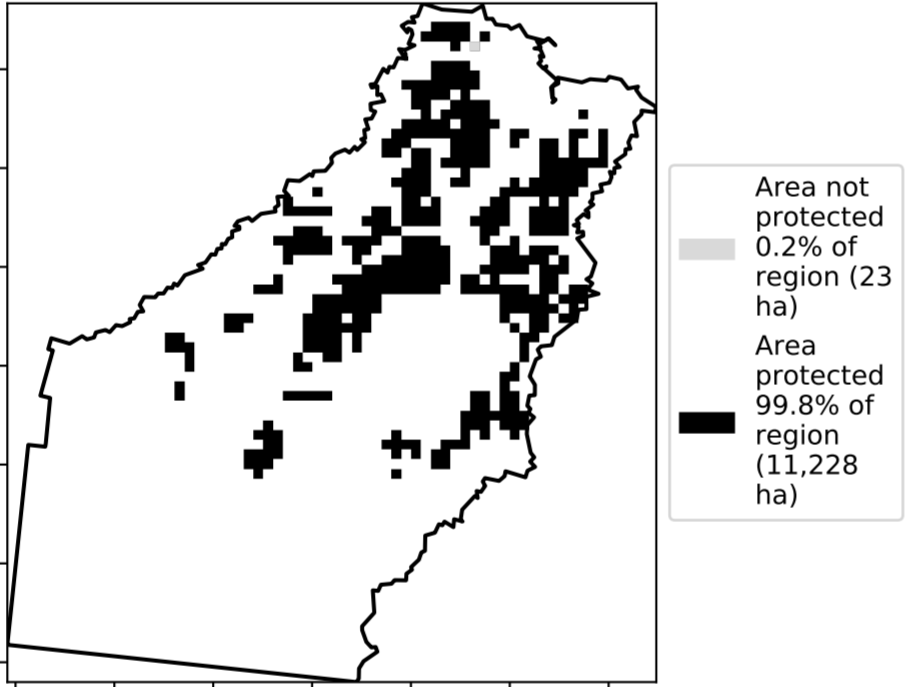 Area not
protected
0.2% of
region (23
ha)
Area
protected
99.8% of
region
(11,228
ha)